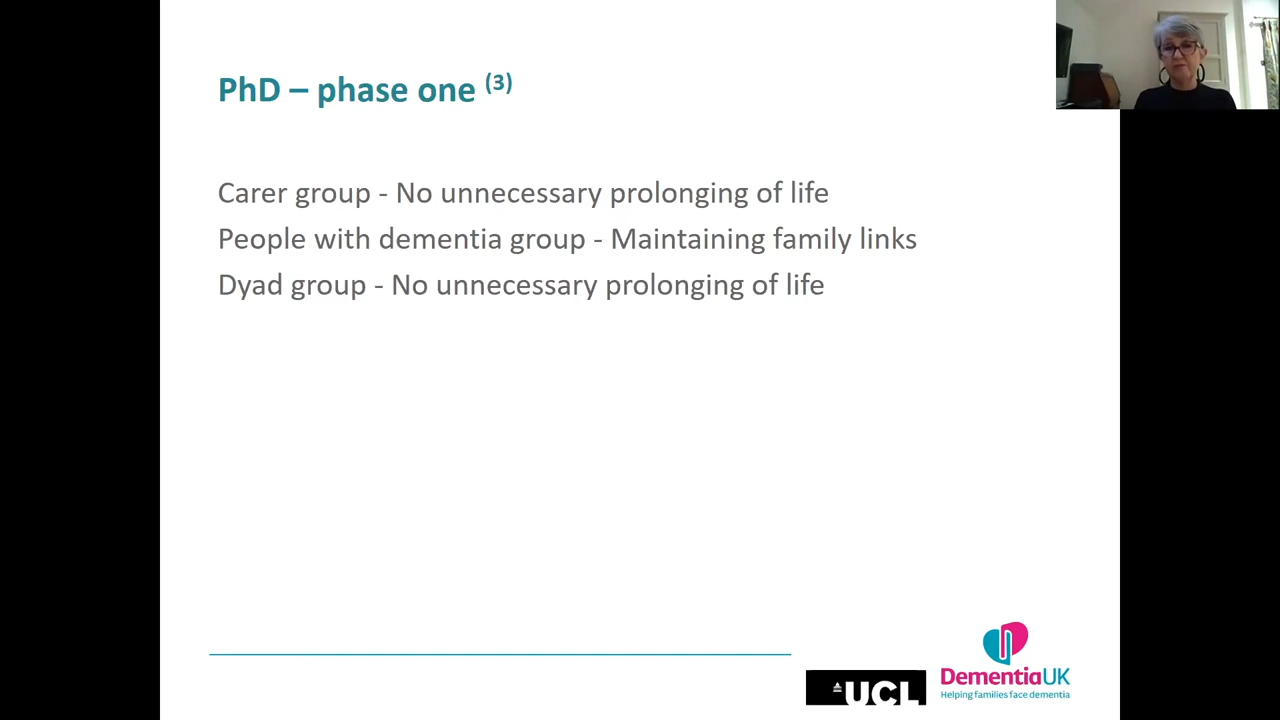 PhD – phase one (3)
Carer group - No unnecessary prolonging of life
People with dementia group - Maintaining family links
Dyad group - No unnecessary prolonging of life
UCL
DementiaUK
Helping families face dementia